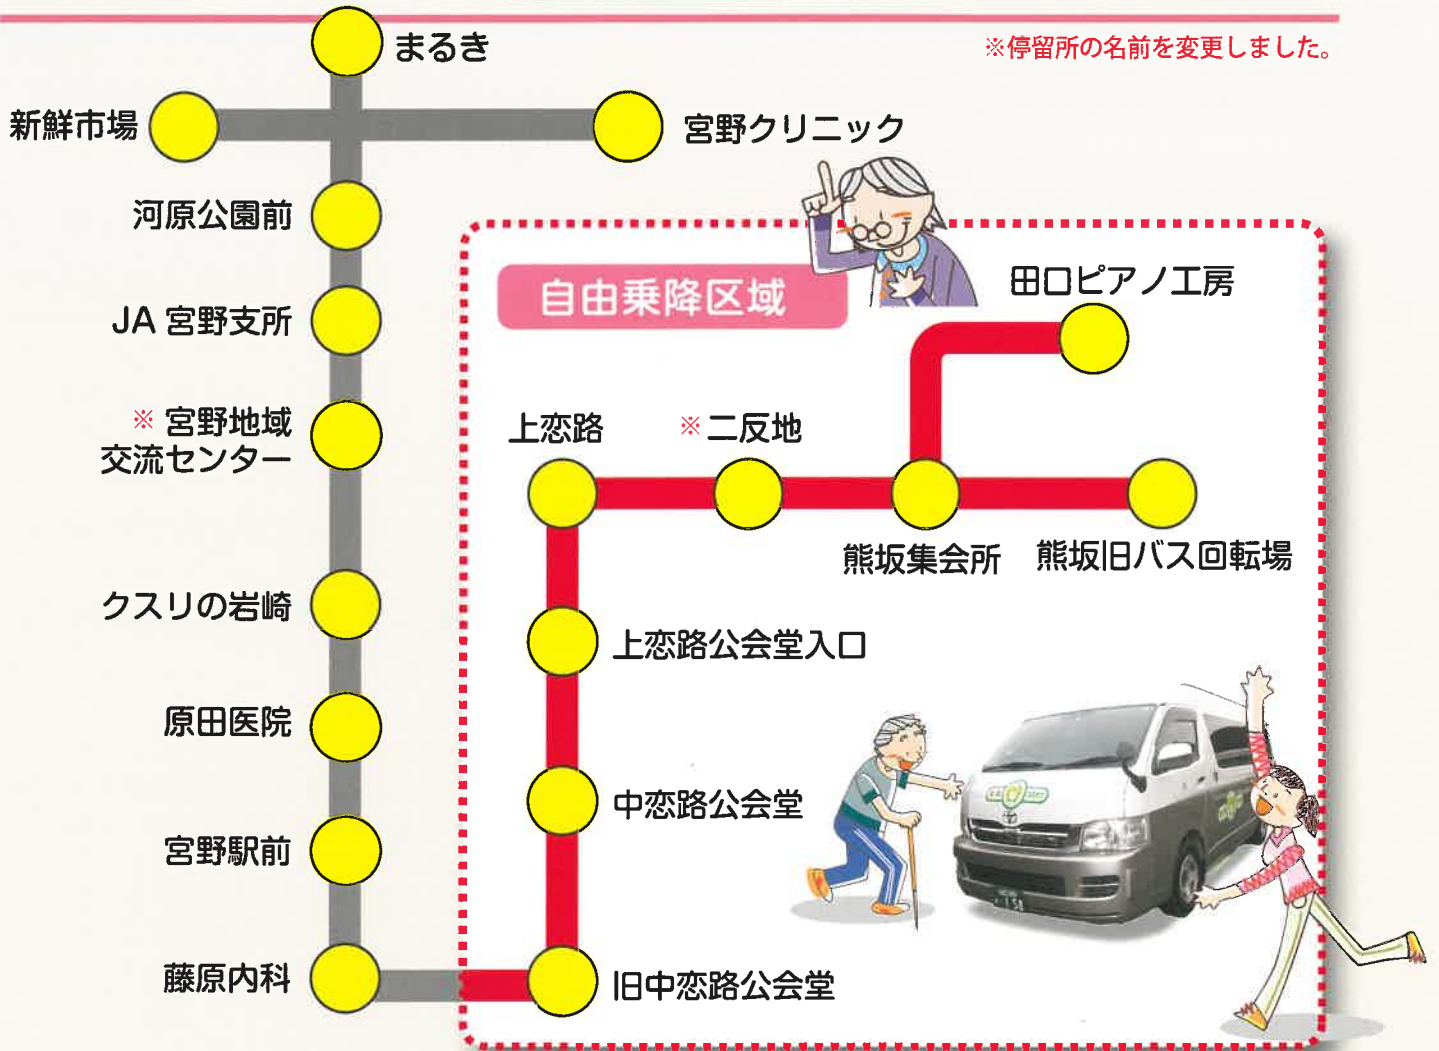 まるき
※停留所の名前を変更しました。
新鮮市場
宮野クリニック
河原公園前
自由乗降区域
田口ピアノ工房
JA 宮野支所
※ 宮野地域
交流センター
上恋路
※ 二反地
熊坂集会所
熊坂旧バス回転場
クスリの岩崎
上恋路公会堂入口
原田医院
中恋路公会堂
宮野駅前
藤原内科
旧中恋路公会堂